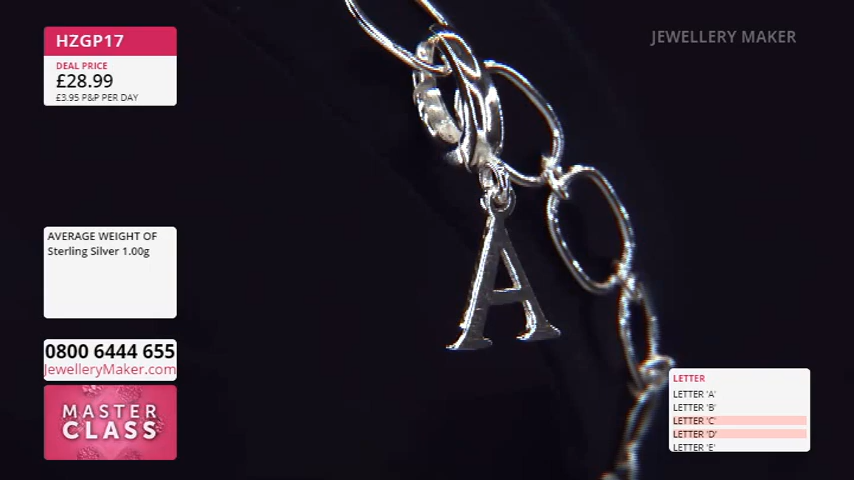 HZGP17
DEAL PRICE
£28.99
£3.95 P&P PER DAY
JEWELLERY MAKER
A
AVERAGE WEIGHT OF
Sterling Silver 1.00g
0800 6444 655
JewelleryMaker.com
MASTER
CLASS
LETTER
LETTER 'A'
LETTER 'B'
LETTER 'C'
LETTER 'D'
LETTER 'E'